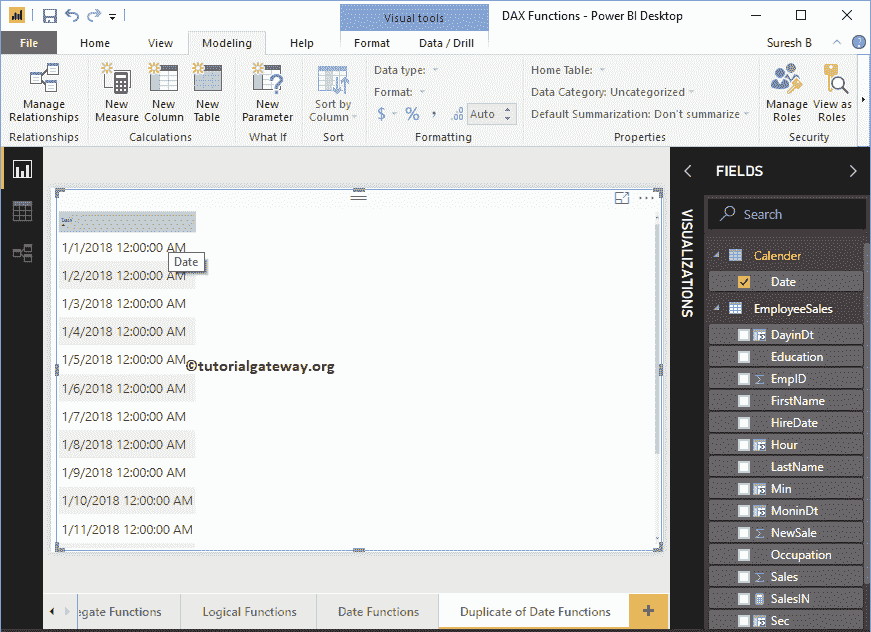 Visual tools
DAX Functions - Power BI Desktop
File Home View Modeling Help Format Data / Drill Suresh B
Manage Relationships
New Measure
New Column
New Table
New Parameter
Sort by Column
Data type:
Format:
$ % , .00 Auto
Home Table:
Data Category: Uncategorized
Default Summarization: Don't summarize
Manage Roles
View as Roles
Relationships Calculations What If Sort Formatting Properties Security
Date
1/1/2018 12:00:00 AM
Date
1/2/2018 12:00:00 AM
1/3/2018 12:00:00 AM
1/4/2018 12:00:00 AM
1/5/2018 12:00:00 AM
©tutorialgateway.org
1/6/2018 12:00:00 AM
1/7/2018 12:00:00 AM
1/8/2018 12:00:00 AM
1/9/2018 12:00:00 AM
1/10/2018 12:00:00 AM
1/11/2018 12:00:00 AM
VISUALIZATIONS
FIELDS
Search
Calender
Date
EmployeeSales
DayinDt
Education
EmpID
FirstName
HireDate
Hour
LastName
Min
MoninDt
NewSale
Occupation
Sales
SalesIN
Sec
egate Functions Logical Functions Date Functions Duplicate of Date Functions +